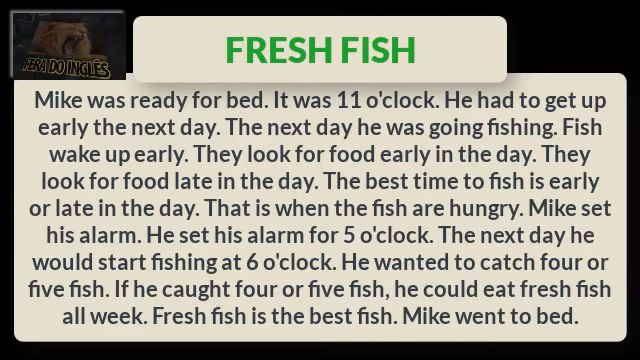 FERA DO INGLÊS
FRESH FISH
Mike was ready for bed. It was 11 o'clock. He had to get up
early the next day. The next day he was going fishing. Fish
wake up early. They look for food early in the day. They
look for food late in the day. The best time to fish is early
or late in the day. That is when the fish are hungry. Mike set
his alarm. He set his alarm for 5 o'clock. The next day he
would start fishing at 6 o'clock. He wanted to catch four or
five fish. If he caught four or five fish, he could eat fresh fish
all week. Fresh fish is the best fish. Mike went to bed.